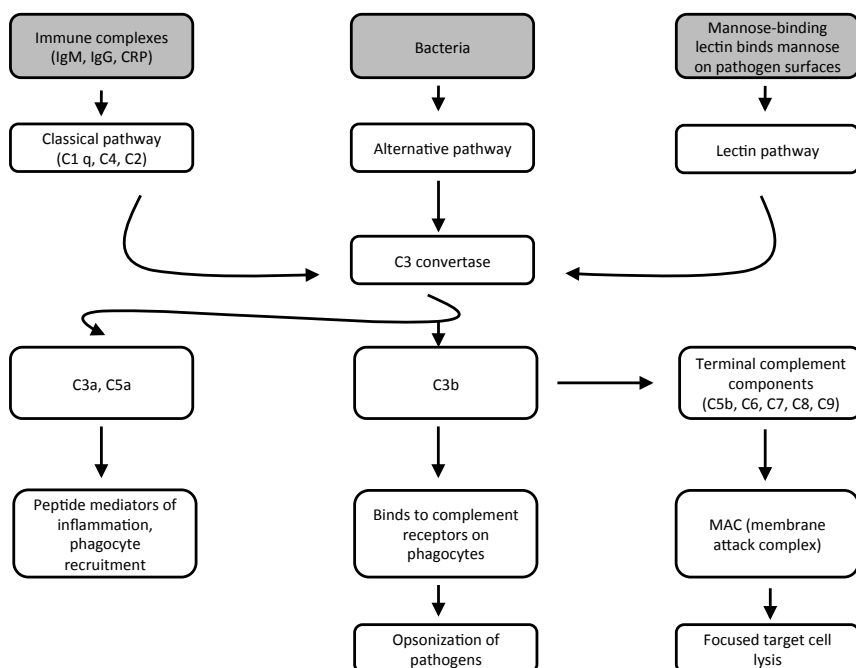 Immune complexes
(IgM, IgG, CRP)
Bacteria
Mannose-binding
lectin binds mannose
on pathogen surfaces
Classical pathway
(C1 q, C4, C2)
Alternative pathway
Lectin pathway
C3 convertase
C3a, C5a
C3b
Terminal complement
components
(C5b, C6, C7, C8, C9)
Peptide mediators of
inflammation,
phagocyte
recruitment
Binds to complement
receptors on
phagocytes
MAC (membrane
attack complex)
Opsonization of
pathogens
Focused target cell
lysis